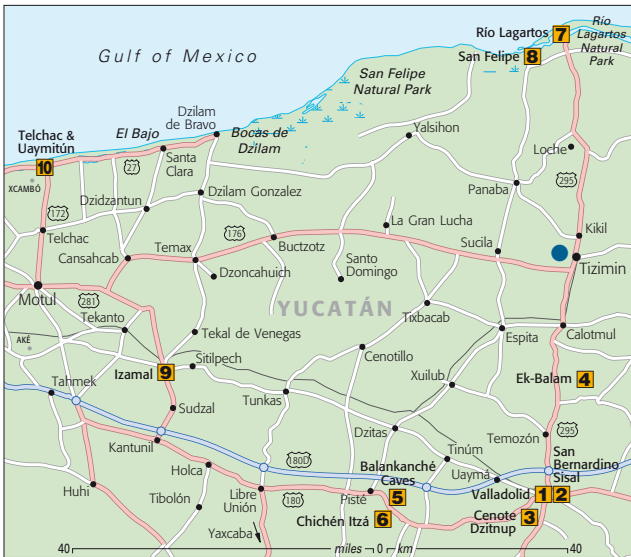 Río Lagartos 7
Río
Lagartos
Natural
Park
San Felipe
8
Gulf of Mexico
San Felipe
Natural Park
Dzilam
de Bravo
Bocas de
Dzilam
El Bajo
Telchac &
Uaymitún
10
27
Santa
Clara
Yalsihon
Loche
XCAMBÓ
295
Panaba
Dzidzantun
Dzilam Gonzalez
172
La Gran Lucha
Telchac
176
Buctzotz
Sucila
Kikil
Cansahcab
Temax
Santo
Domingo
Tizimin
Dzoncahuich
Motul
281
YUCATÁN
Tixbacab
Tekanto
Tekal de Venegas
Espita
Calotmul
AKÉ
Cenotillo
Sitilpech
Izamal 9
Xuilub
Ek-Balam 4
Tahmek
Tunkas
Sudzal
Dzitas
Temozón
295
Kantunil
Tinúm
San
Bernardino
Sisal
180D
Balankanché
Caves
5
Holca
Uaymá
Huhi
Libre
Unión
180
Pisté
Valladolid 1 2
Tibolón
Chichén Itzá 6
Cenote
Dzitnup
3
Yaxcaba
40 miles 0 km 40